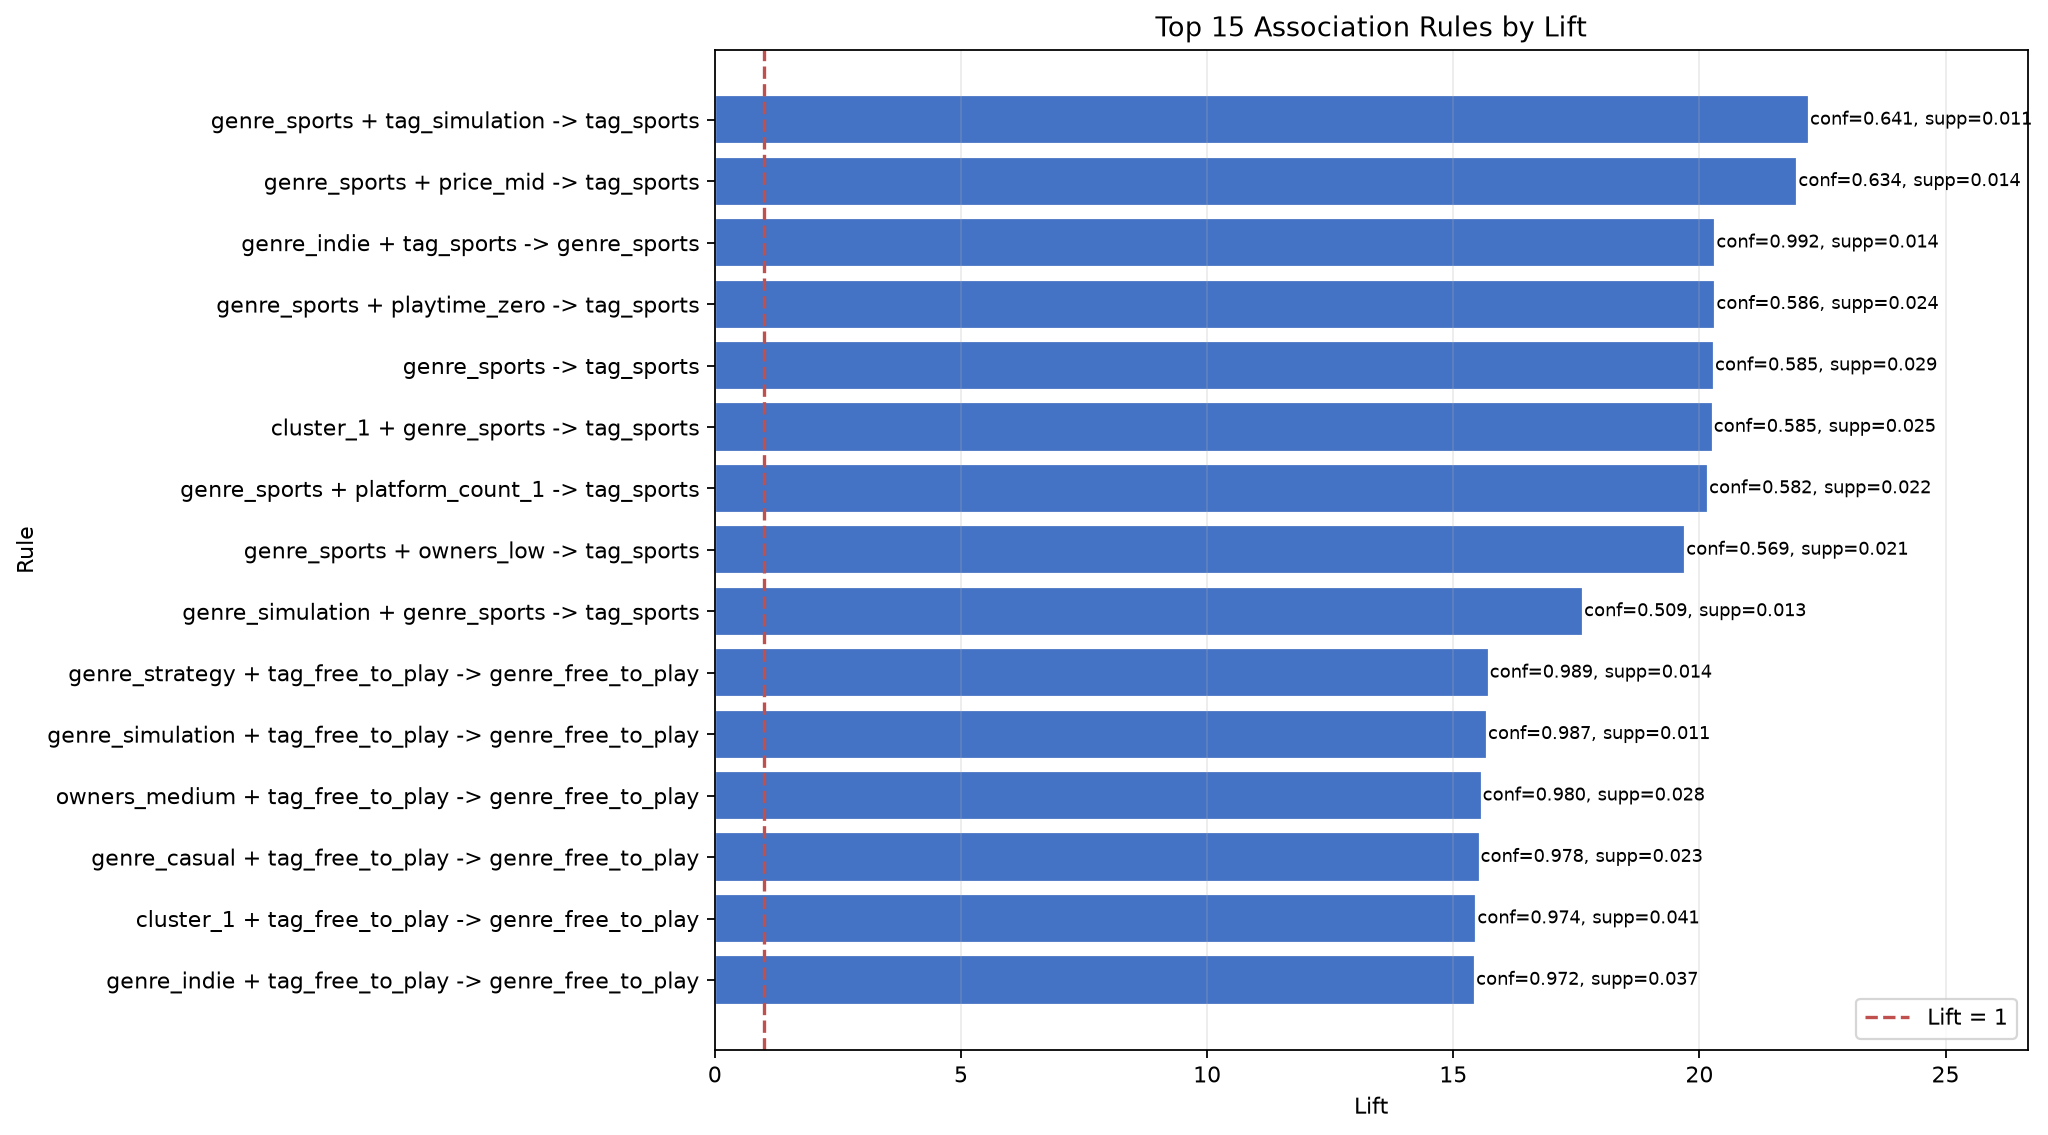 Top 15 Association Rules by Lift
genre_sports + tag_simulation -> tag_sports
conf=0.641, supp=0.011
genre_sports + price_mid -> tag_sports
conf=0.634, supp=0.014
genre_indie + tag_sports -> genre_sports
conf=0.992, supp=0.014
genre_sports + playtime_zero -> tag_sports
conf=0.586, supp=0.024
genre_sports -> tag_sports
conf=0.585, supp=0.029
cluster_1 + genre_sports -> tag_sports
conf=0.585, supp=0.025
genre_sports + platform_count_1 -> tag_sports
conf=0.582, supp=0.022
genre_sports + owners_low -> tag_sports
conf=0.569, supp=0.021
genre_simulation + genre_sports -> tag_sports
conf=0.509, supp=0.013
genre_strategy + tag_free_to_play -> genre_free_to_play
conf=0.989, supp=0.014
genre_simulation + tag_free_to_play -> genre_free_to_play
conf=0.987, supp=0.011
owners_medium + tag_free_to_play -> genre_free_to_play
conf=0.980, supp=0.028
genre_casual + tag_free_to_play -> genre_free_to_play
conf=0.978, supp=0.023
cluster_1 + tag_free_to_play -> genre_free_to_play
conf=0.974, supp=0.041
genre_indie + tag_free_to_play -> genre_free_to_play
conf=0.972, supp=0.037
Rule
Lift = 1
0 5 10 15 20 25
Lift